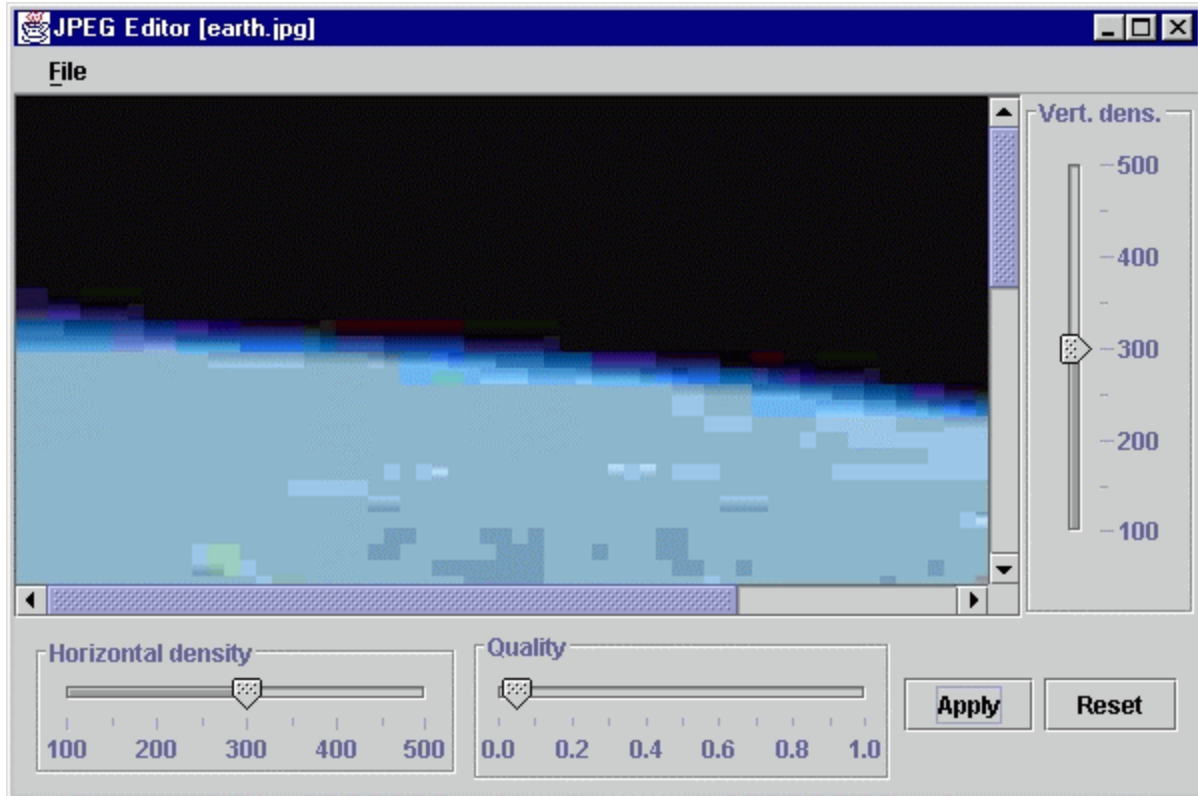 JPEG Editor [earth.jpg]
File
Vert. dens.
500
400
300
200
100
Horizontal density
100 200 300 400 500
Quality
0.0 0.2 0.4 0.6 0.8 1.0
Apply
Reset